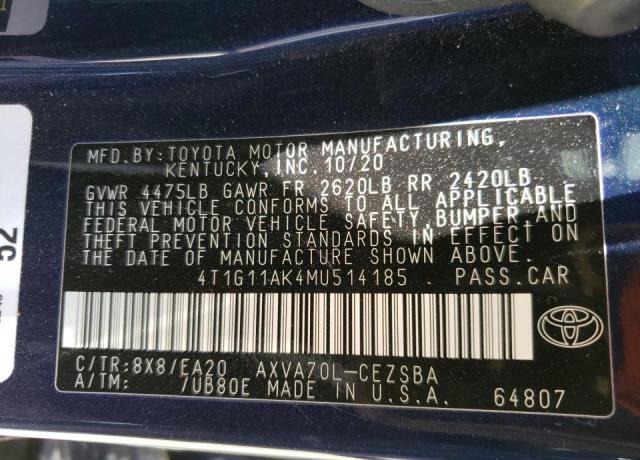 MFD.BY:TOYOTA MOTOR MANUFACTURING,
KENTUCKY,INC.10/20
GVWR 4475LB GAWR FR 2620LB RR 2420LB
THIS VEHICLE CONFORMS TO ALL APPLICABLE
FEDERAL MOTOR VEHICLE SAFETY,BUMPER AND
THEFT PREVENTION STANDARDS IN EFFECT ON
THE DATE OF MANUFACTURE SHOWN ABOVE.
4T1G11AK4MU514185 PASS.CAR
C/TR:8X8/EA20 AXVA70L-CEZSBA
A/TM: /UB80E MADE IN U.S.A. 64807
52